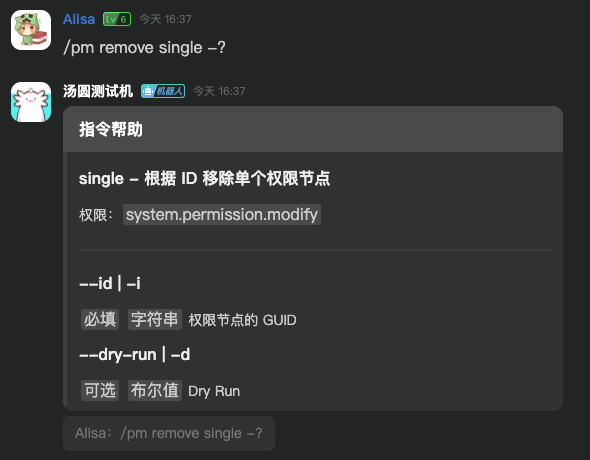 Alisa Lv 6 今天 16:37
/pm remove single -?
汤圆测试机 机器人 今天 16:37
指令帮助
single - 根据 ID 移除单个权限节点
权限： system.permission.modify
--id | -i
必填 字符串 权限节点的 GUID
--dry-run | -d
可选 布尔值 Dry Run
Alisa： /pm remove single -?